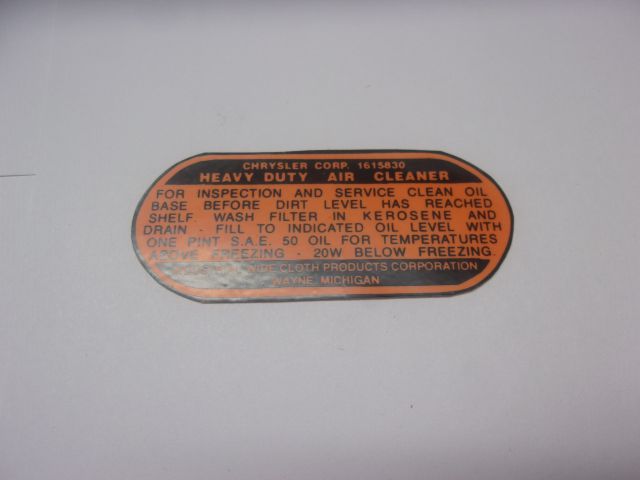 CHRYSLER CORP. 1615830
HEAVY DUTY AIR CLEANER
FOR INSPECTION AND SERVICE CLEAN OIL
BASE BEFORE DIRT LEVEL HAS REACHED
SHELF. WASH FILTER IN KEROSENE AND
DRAIN - FILL TO INDICATED OIL LEVEL WITH
ONE PINT S.A.E. 50 OIL FOR TEMPERATURES
ABOVE FREEZING - 20W BELOW FREEZING.
WIRE CLOTH PRODUCTS CORPORATION
WAYNE, MICHIGAN